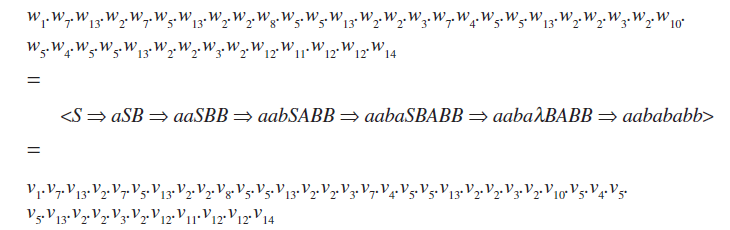 w₁.w₇.w₁₃.w₂.w₇.w₅.w₁₃.w₂.w₂.w₈.w₅.w₅.w₁₃.w₂.w₂.w₃.w₇.w₄.w₅.w₅.w₁₃.w₂.w₂.w₃.w₂.w₁₀.
w₅.w₄.w₅.w₅.w₁₃.w₂.w₂.w₃.w₂.w₁₂.w₁₁.w₁₂.w₁₂.w₁₄
=
<S ⇒ aSB ⇒ aaSBB ⇒ aabSABB ⇒ aabaSBABB ⇒ aabaλBABB ⇒ aabababb>
=
v₁.v₇.v₁₃.v₂.v₇.v₅.v₁₃.v₂.v₂.v₈.v₅.v₅.v₁₃.v₂.v₂.v₃.v₇.v₄.v₅.v₅.v₁₃.v₂.v₂.v₃.v₂.v₁₀.v₅.v₄.v₅.
v₅.v₁₃.v₂.v₂.v₃.v₂.v₁₂.v₁₁.v₁₂.v₁₂.v₁₄